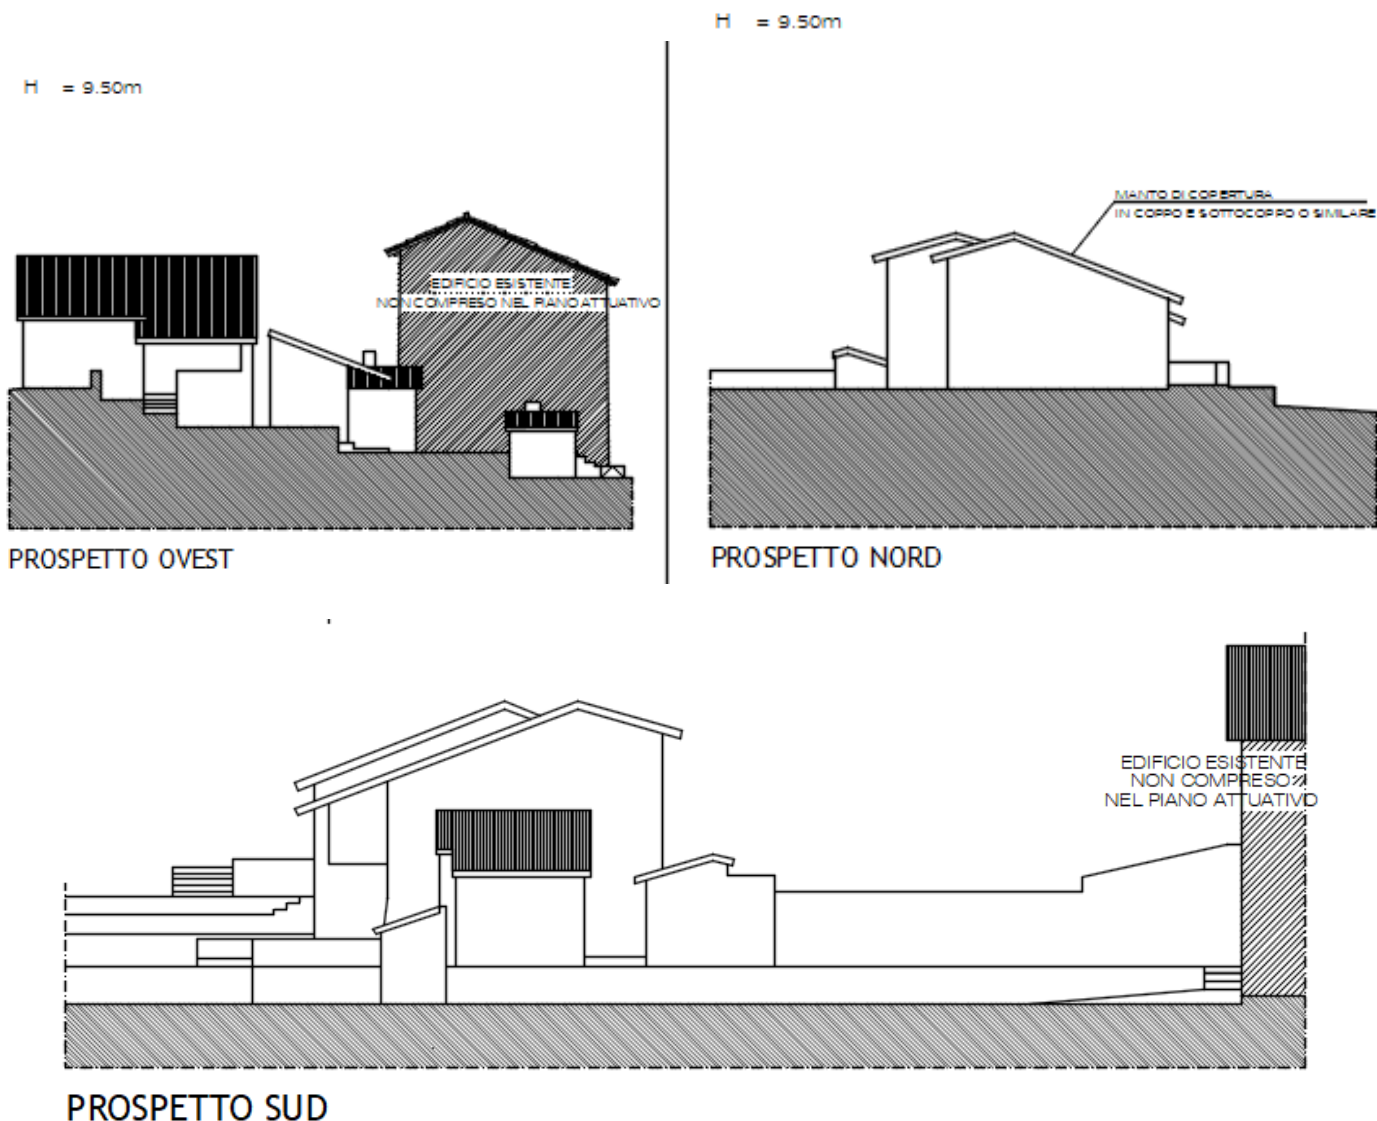 H = 9.50m
H = 9.50m
EDIFICIO ESISTENTE
NON COMPRESO NEL PIANO ATTUATIVO
MANTO DI COPERTURA
IN COPPO E SOTTOCOPPO O SIMILARE
PROSPETTO OVEST
PROSPETTO NORD
EDIFICIO ESISTENTE
NON COMPRESO
NEL PIANO ATTUATIVO
PROSPETTO SUD